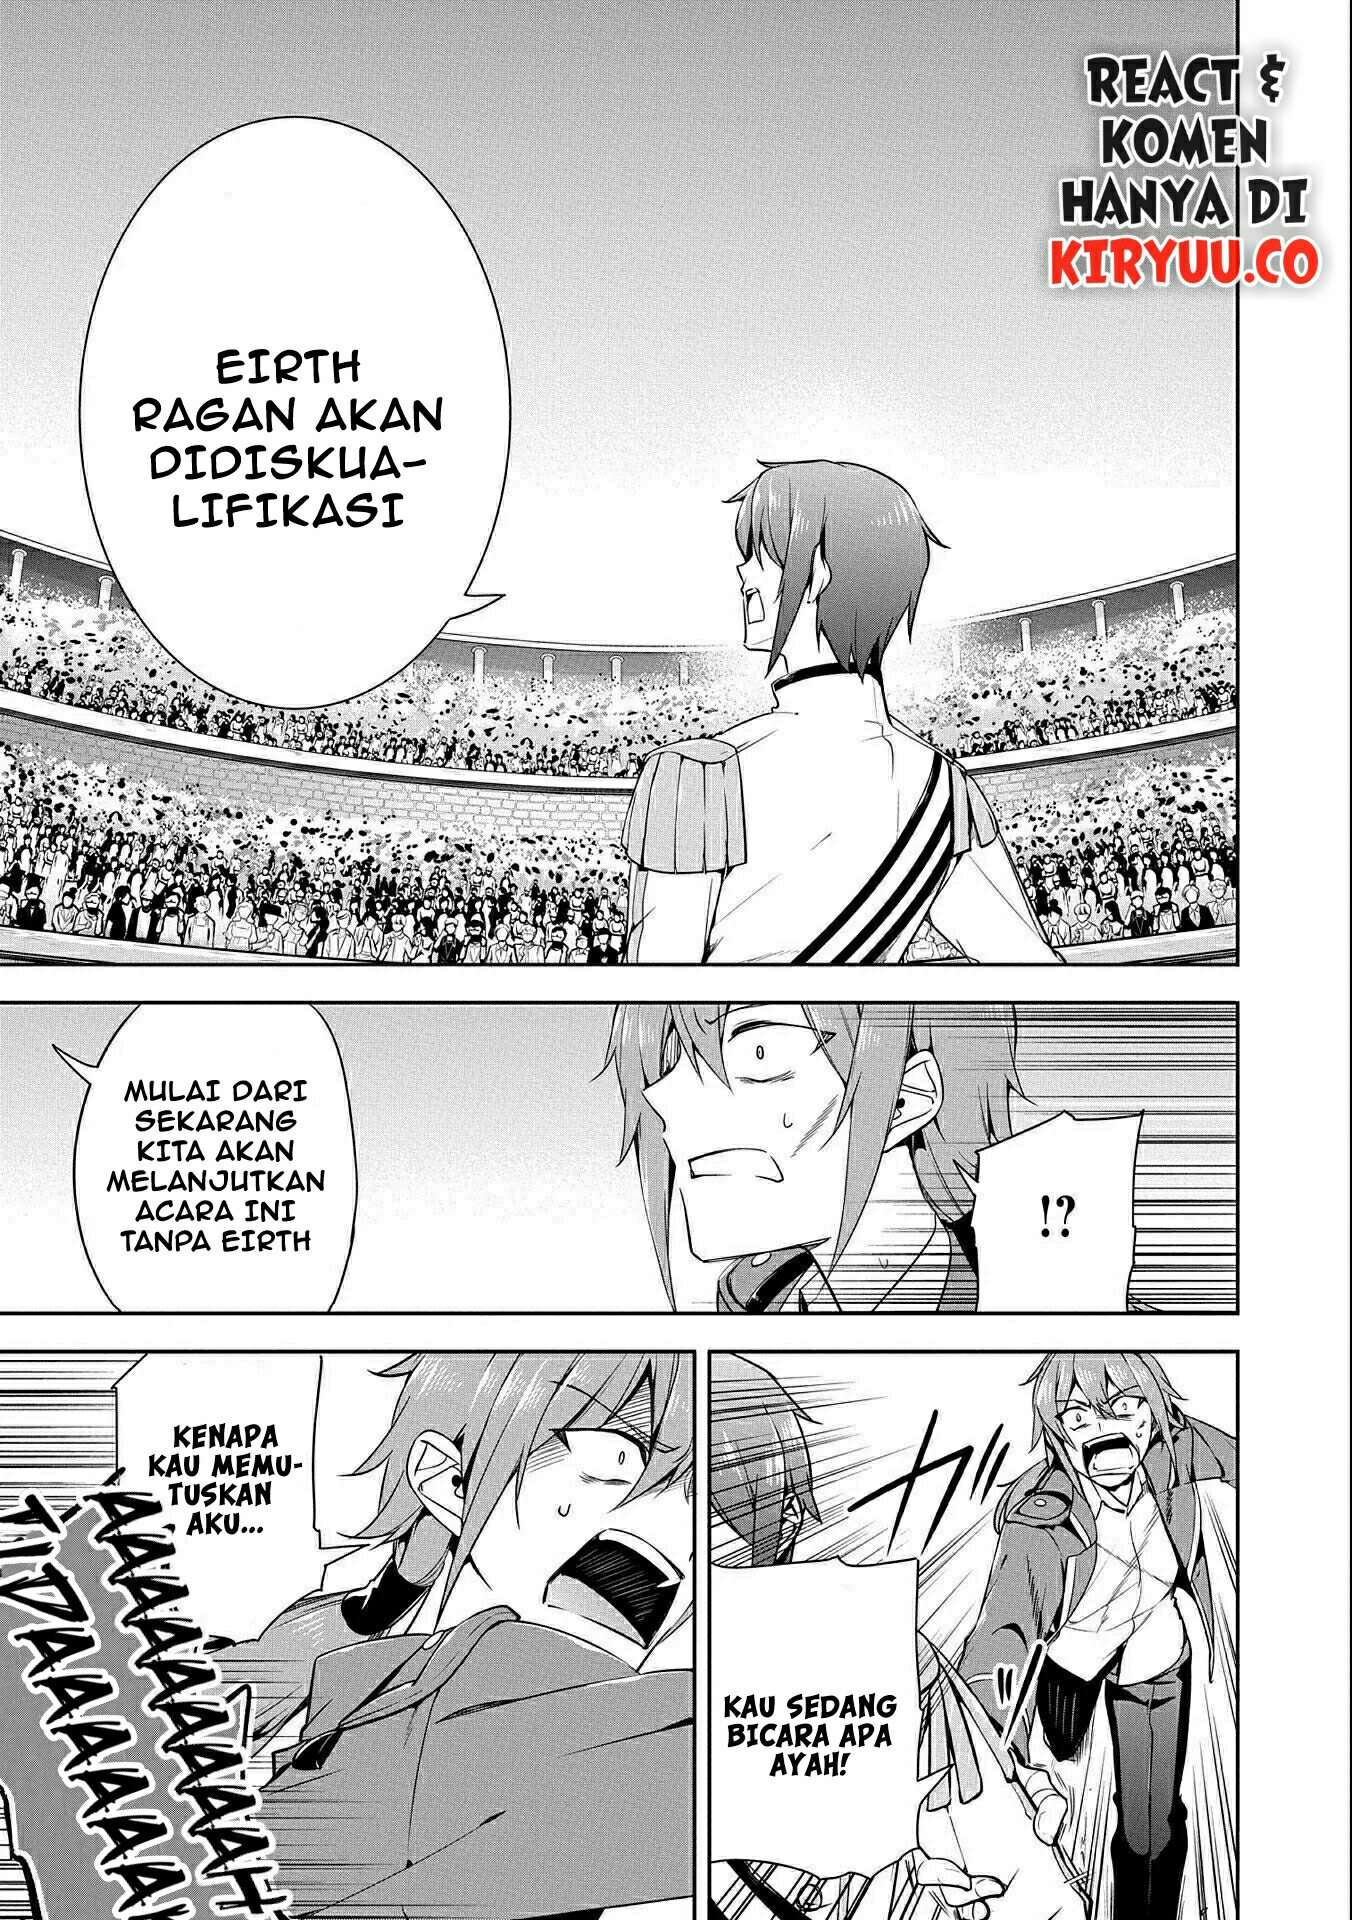 REACT &
KOMEN
HANYA DI
KIRYUU.CO
EIRTH
RAGAN AKAN
DIDISKUA-
LIFIKASI
!?
MULAI DARI
SEKARANG
KITA AKAN
MELANJUTKAN
ACARA INI
TANPA EIRTH
KAU SEDANG
BICARA APA
AYAH!
KENAPA
KAU MEMU-
TUSKAN
AKU...